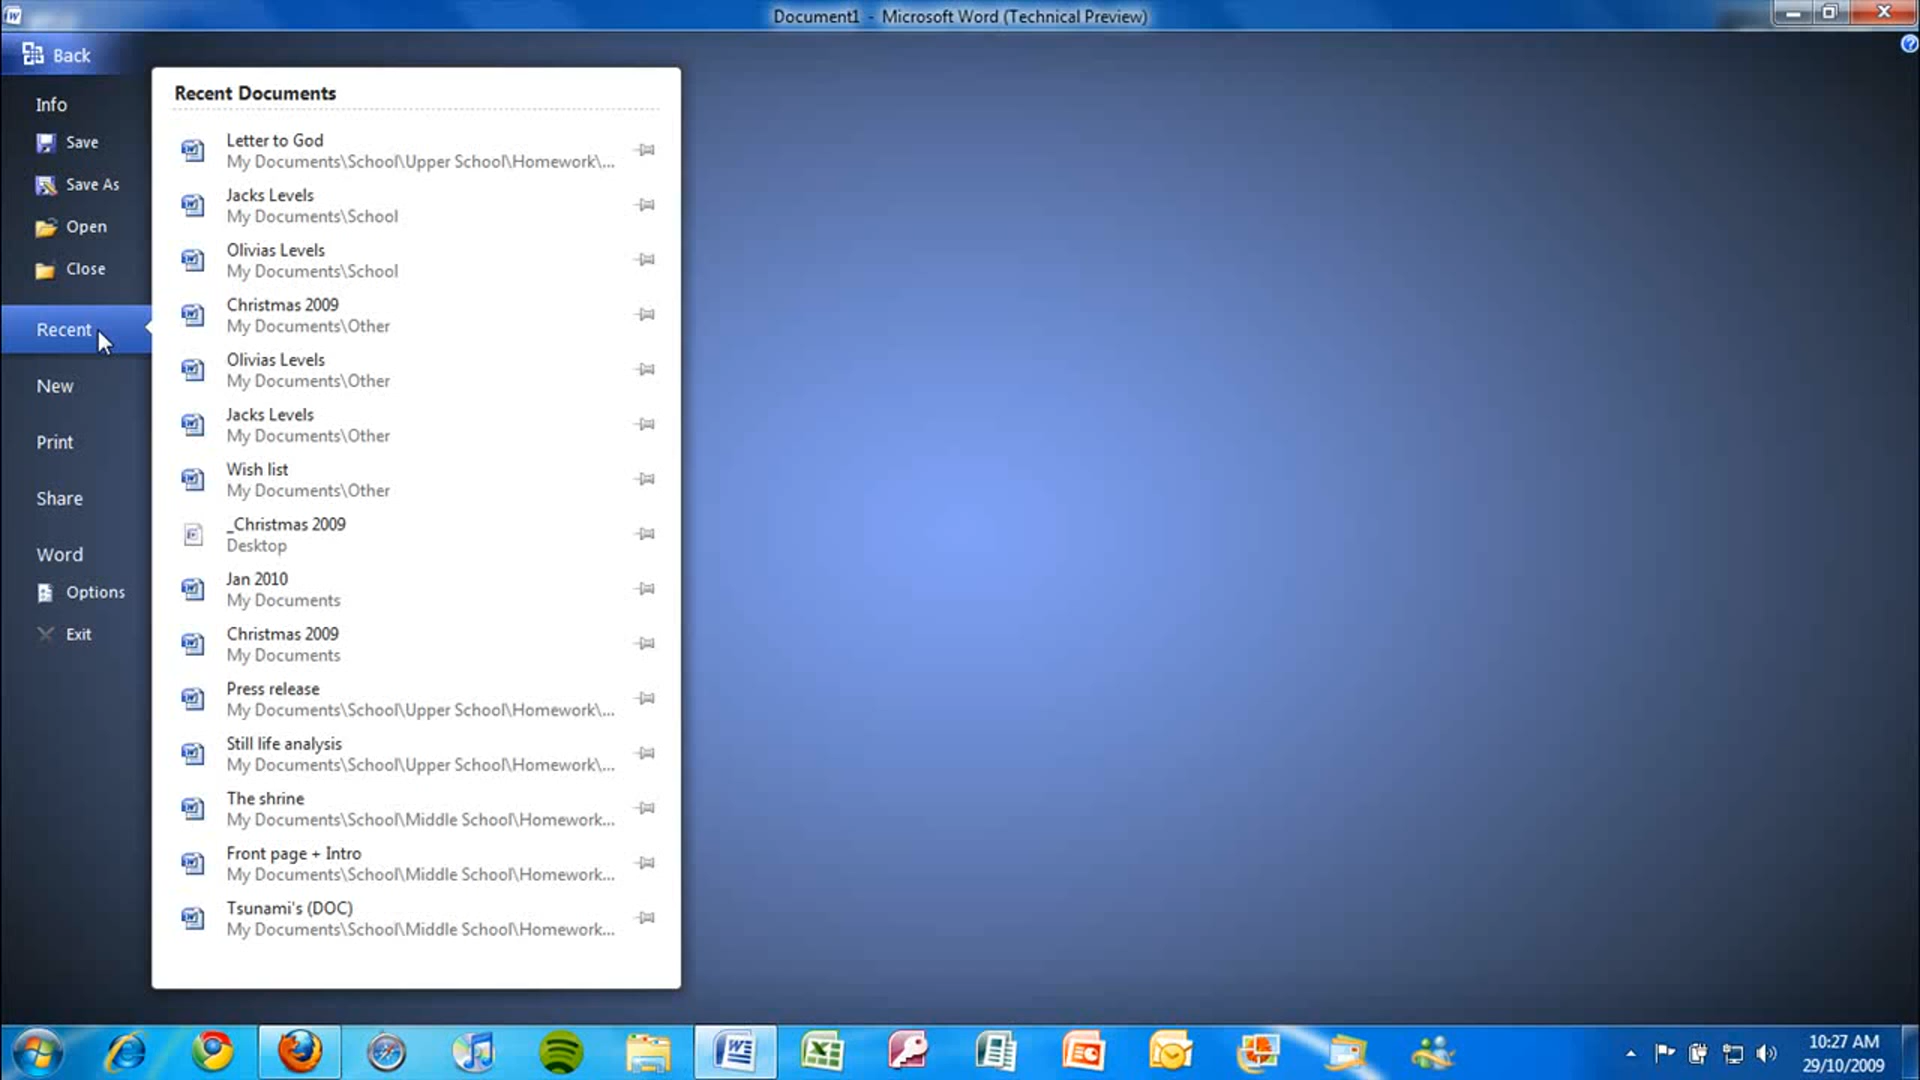 Document1 - Microsoft Word (Technical Preview)
Back
Info
Save
Save As
Open
Close
Recent
New
Print
Share
Word
Options
Exit
Recent Documents
Letter to God
My Documents\School\Upper School\Homework\...
Jacks Levels
My Documents\School
Olivias Levels
My Documents\School
Christmas 2009
My Documents\Other
Olivias Levels
My Documents\Other
Jacks Levels
My Documents\Other
Wish list
My Documents\Other
_Christmas 2009
Desktop
Jan 2010
My Documents
Christmas 2009
My Documents
Press release
My Documents\School\Upper School\Homework\...
Still life analysis
My Documents\School\Upper School\Homework\...
The shrine
My Documents\School\Middle School\Homework...
Front page + Intro
My Documents\School\Middle School\Homework...
Tsunami's (DOC)
My Documents\School\Middle School\Homework...
10:27 AM
29/10/2009